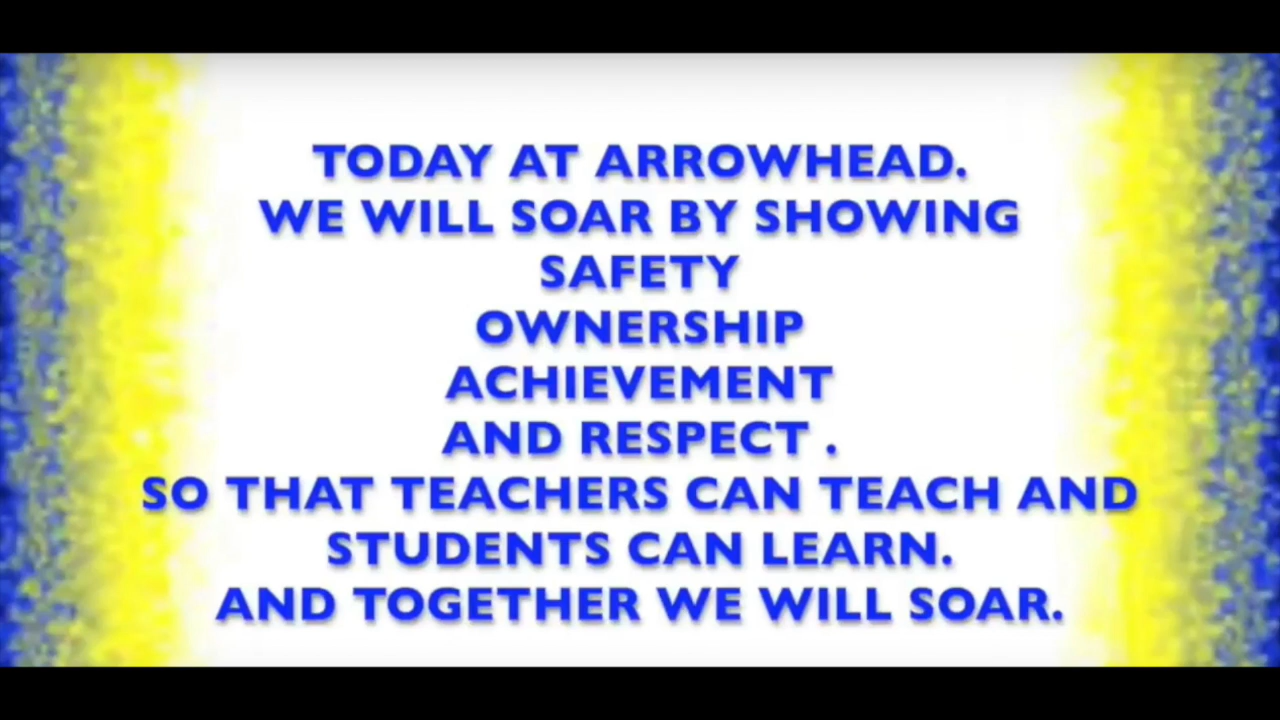 TODAY AT ARROWHEAD.
WE WILL SOAR BY SHOWING
SAFETY
OWNERSHIP
ACHIEVEMENT
AND RESPECT .
SO THAT TEACHERS CAN TEACH AND
STUDENTS CAN LEARN.
AND TOGETHER WE WILL SOAR.